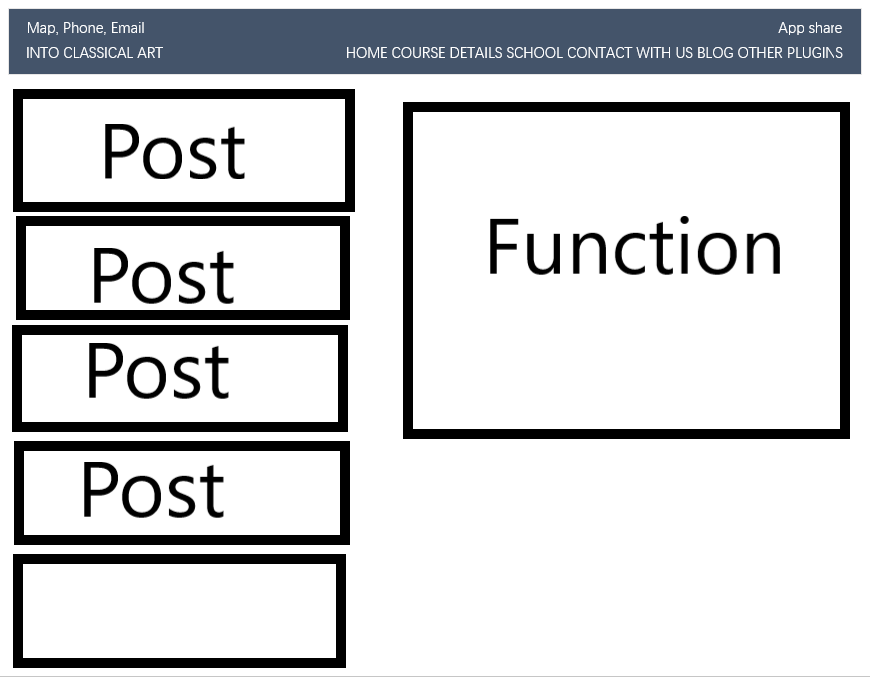 Map, Phone, Email
App share
INTO CLASSICAL ART
HOME COURSE DETAILS SCHOOL CONTACT WITH US BLOG OTHER PLUGINS
Post
Function
Post
Post
Post